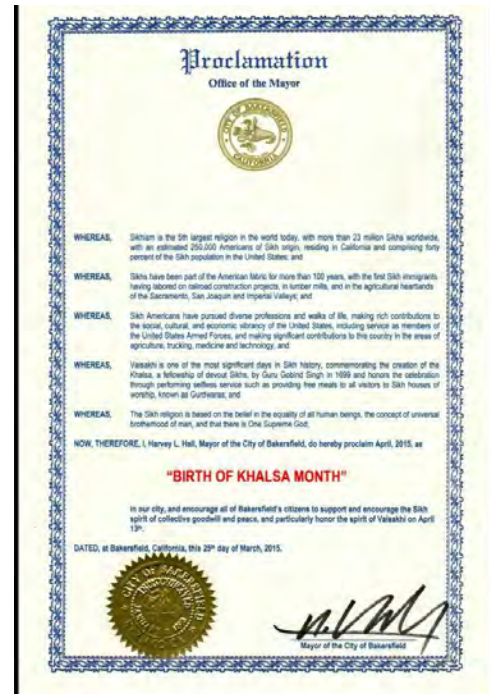 Proclamation
Office of the Mayor
CITY OF BAKERSFIELD
CALIFORNIA
WHEREAS, Sikhism is the 5th largest religion in the world today, with more than 23 million Sikhs worldwide,
with an estimated 250,000 Americans of Sikh origin, residing in California and comprising forty
percent of the Sikh population in the United States; and
WHEREAS, Sikhs have been part of the American fabric for more than 100 years, with the first Sikh immigrants
having labored on railroad construction projects, in lumber mills, and in the agricultural heartlands
of the Sacramento, San Joaquin and Imperial Valleys; and
WHEREAS, Sikh Americans have pursued diverse professions and walks of life, making rich contributions to
the social, cultural, and economic vibrancy of the United States, including service as members of
the United States Armed Forces, and making significant contributions to this country in the areas of
agriculture, trucking, medicine and technology; and
WHEREAS, Vaisakhi is one of the most significant days in Sikh history, commemorating the creation of the
Khalsa, a fellowship of devout Sikhs, by Guru Gobind Singh in 1699 and honors the celebration
through performing selfless service such as providing free meals to all visitors to Sikh houses of
worship, known as Gurdwaras; and
WHEREAS, The Sikh religion is based on the belief in the equality of all human beings, the concept of universal
brotherhood of man, and that there is One Supreme God,
NOW, THEREFORE, I, Harvey L. Hall, Mayor of the City of Bakersfield, do hereby proclaim April, 2015, as
"BIRTH OF KHALSA MONTH"
in our city, and encourage all of Bakersfield's citizens to support and encourage the Sikh
spirit of collective goodwill and peace, and particularly honor the spirit of Vaisakhi on April
13th.
DATED, at Bakersfield, California, this 25th day of March, 2015.
CITY OF BAKERSFIELD
Mayor of the City of Bakersfield